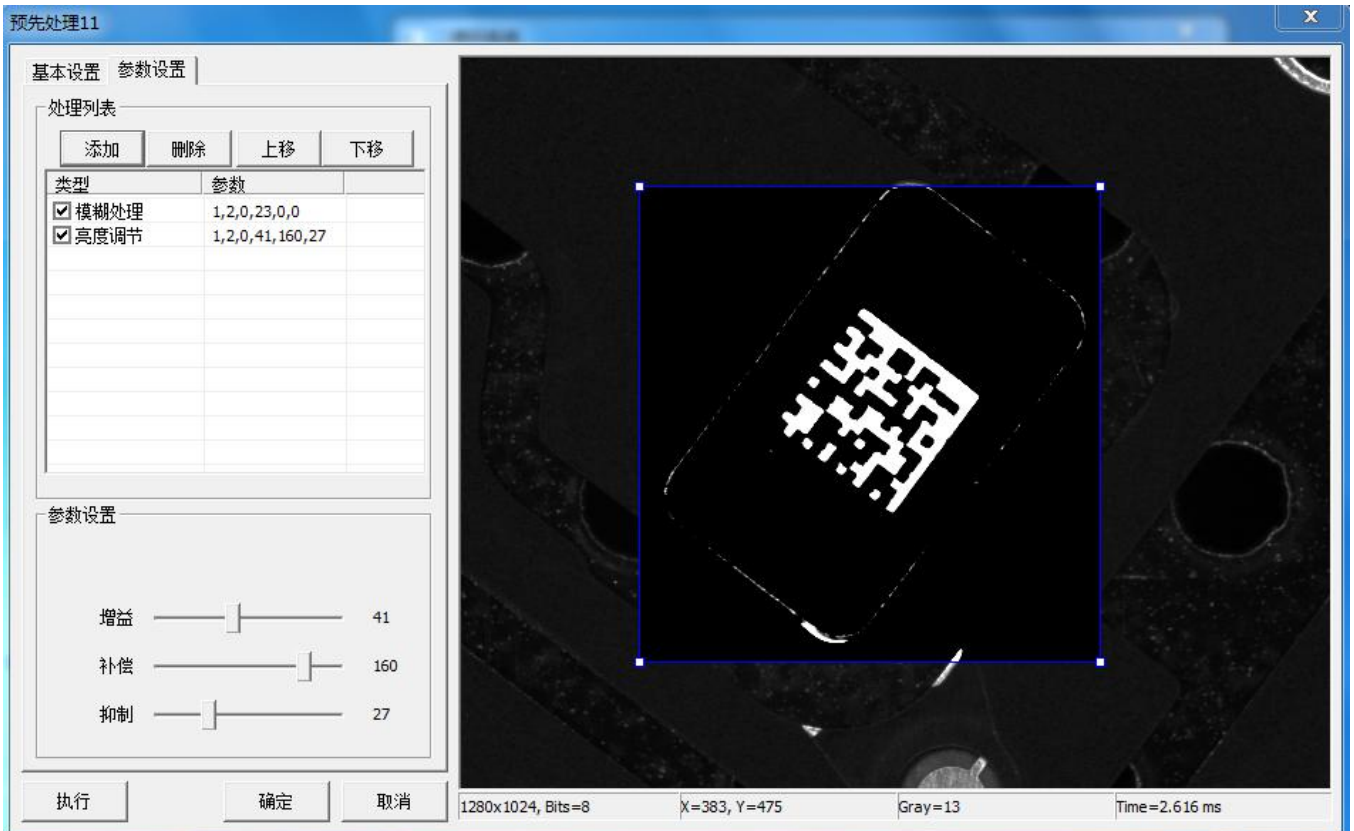 预先处理11
基本设置 参数设置
处理列表
添加 删除 上移 下移
类型 参数
模糊处理 1,2,0,23,0,0
亮度调节 1,2,0,41,160,27
参数设置
增益 41
补偿 160
抑制 27
执行 确定 取消
1280x1024, Bits=8 X=383, Y=475 Gray=13 Time=2.616 ms